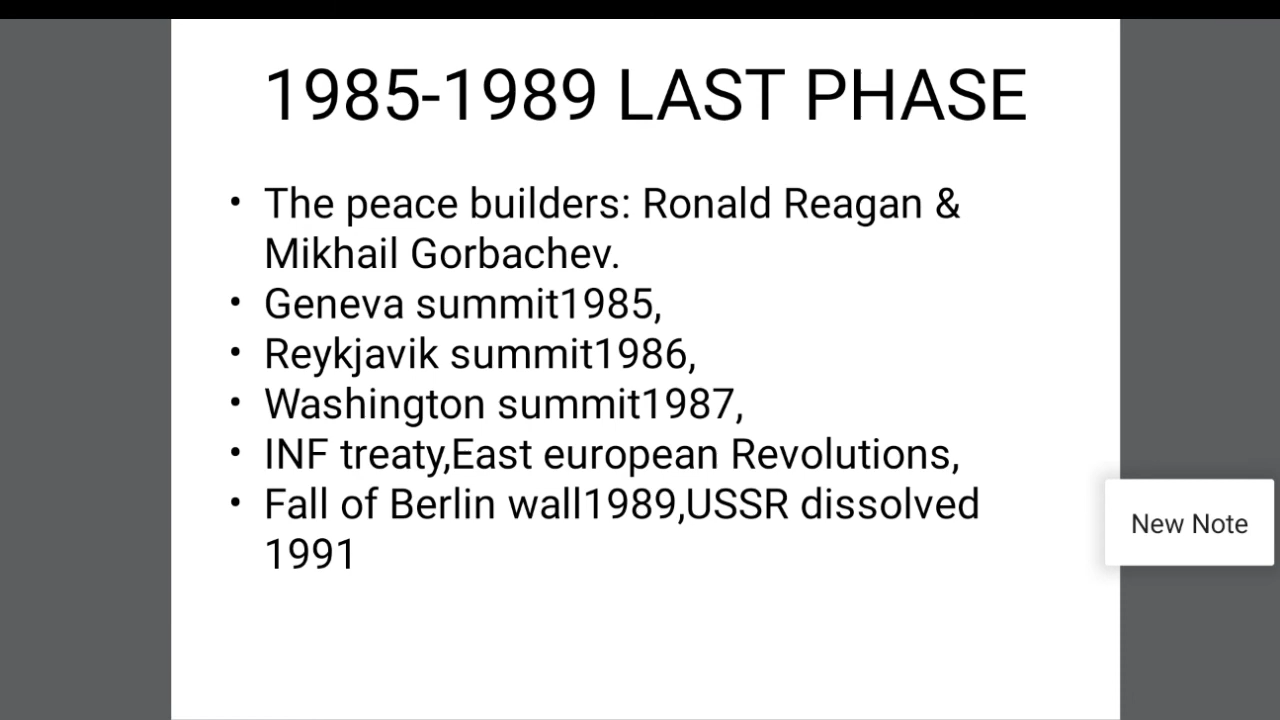 1985-1989 LAST PHASE
• The peace builders: Ronald Reagan &
Mikhail Gorbachev.
• Geneva summit1985,
• Reykjavik summit1986,
• Washington summit1987,
• INF treaty,East european Revolutions,
• Fall of Berlin wall1989,USSR dissolved
1991
New Note